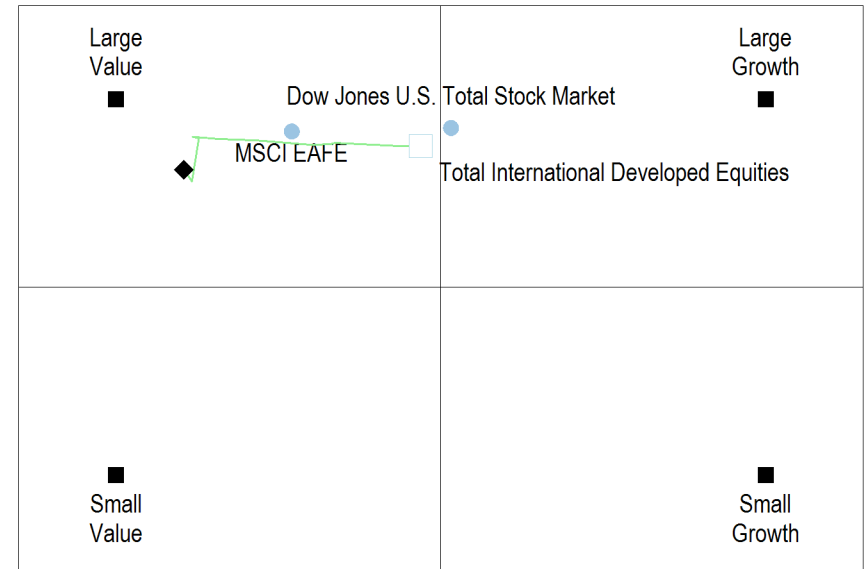 Large
Value
Large
Growth
Dow Jones U.S. Total Stock Market
MSCI EAFE
Total International Developed Equities
Small
Value
Small
Growth